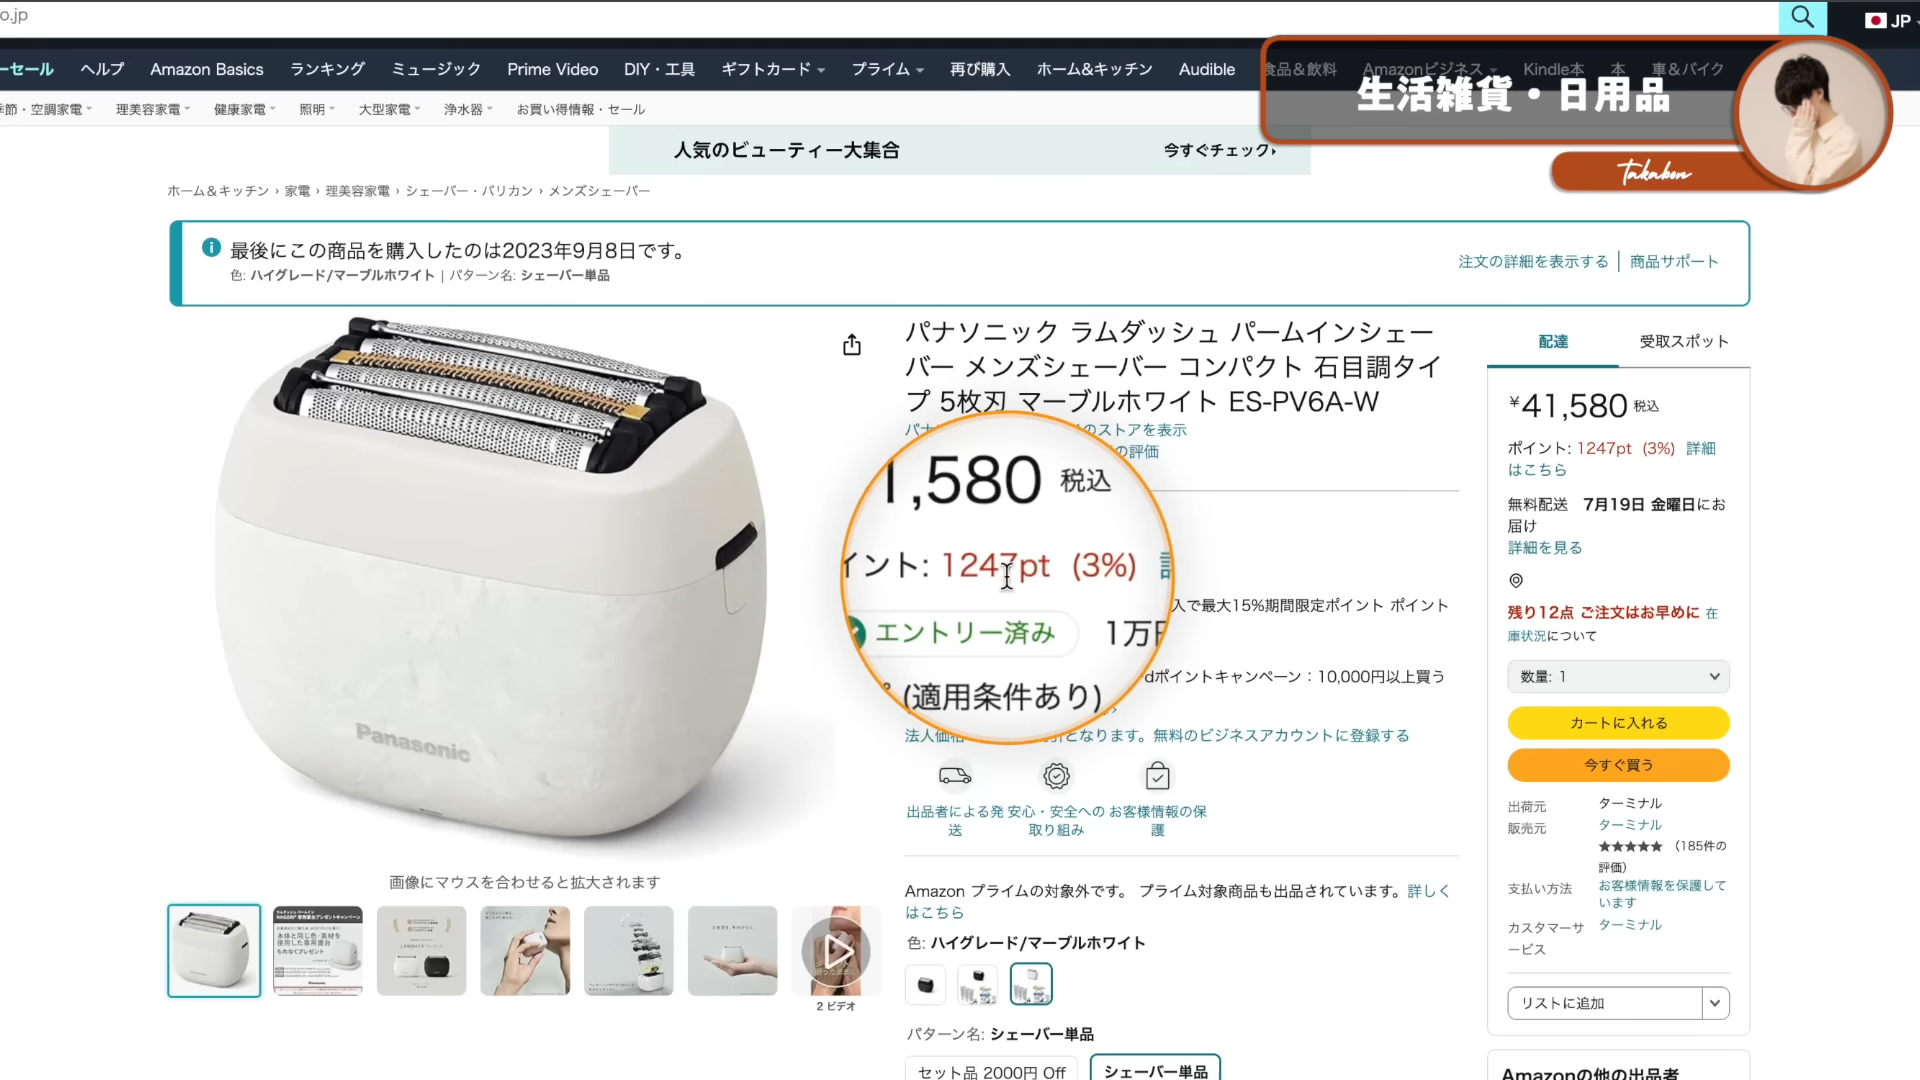 o.jp
JP
ーセール ヘルプ Amazon Basics ランキング ミュージック Prime Video DIY・工具 ギフトカード プライム 再び購入 ホーム&キッチン Audible 食品＆飲料 Amazonビジネス Kindle本 本 車＆バイク
生活雑貨・日用品
季節・空調家電 理美容家電 健康家電 照明 大型家電 浄水器 お買い得情報・セール
人気のビューティー大集合 今すぐチェック
Takabon
ホーム＆キッチン › 家電 › 理美容家電 › シェーバー・バリカン › メンズシェーバー
最後にこの商品を購入したのは2023年9月8日です。
色: ハイグレード/マーブルホワイト | パターン名: シェーバー単品
注文の詳細を表示する 商品サポート
Panasonic
画像にマウスを合わせると拡大されます
2 ビデオ
パナソニック ラムダッシュ パームインシェー
バー メンズシェーバー コンパクト 石目調タイ
プ 5枚刃 マーブルホワイト ES-PV6A-W
のストアを表示
の評価
1,580 税込
イント: 1247pt (3%)
エントリー済み 1万
(適用条件あり)
入で最大15%期間限定ポイント ポイント
dポイントキャンペーン：10,000円以上買う
法人価格 となります。無料のビジネスアカウントに登録する
出品者による発
送
安心・安全への
取り組み
お客様情報の保
護
Amazon プライムの対象外です。 プライム対象商品も出品されています。詳しく
はこちら
色: ハイグレード/マーブルホワイト
パターン名: シェーバー単品
セット品 2000円 Off シェーバー単品
配達 受取スポット
¥41,580 税込
ポイント: 1247pt (3%) 詳細
はこちら
無料配送 7月19日 金曜日にお
届け
詳細を見る
残り12点 ご注文はお早めに 在
庫状況について
数量: 1
カートに入れる
今すぐ買う
出荷元 ターミナル
販売元 ターミナル
★★★★★ （185件の
評価）
支払い方法 お客様情報を保護して
います
カスタマーサ
ービス
ターミナル
リストに追加
Amazonの他の出品者